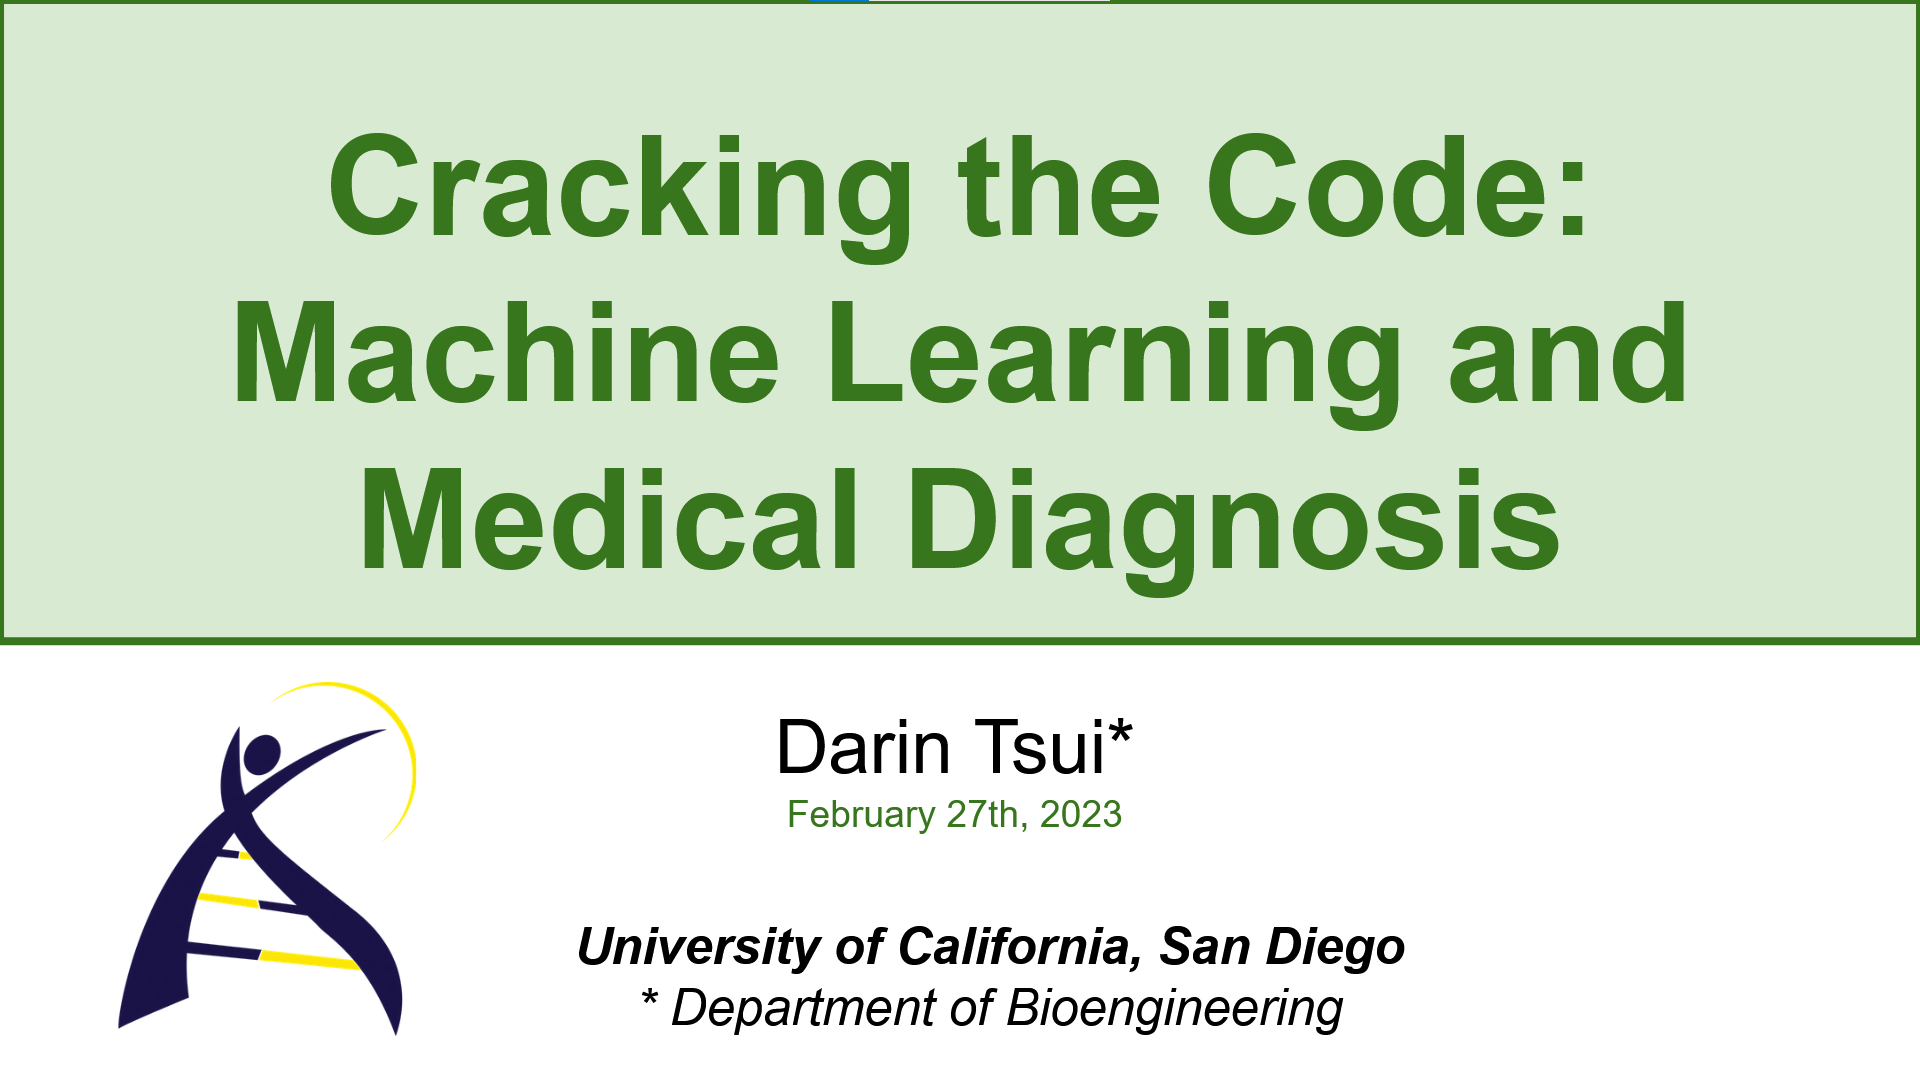 Cracking the Code:
Machine Learning and
Medical Diagnosis
Darin Tsui*
February 27th, 2023
University of California, San Diego
* Department of Bioengineering